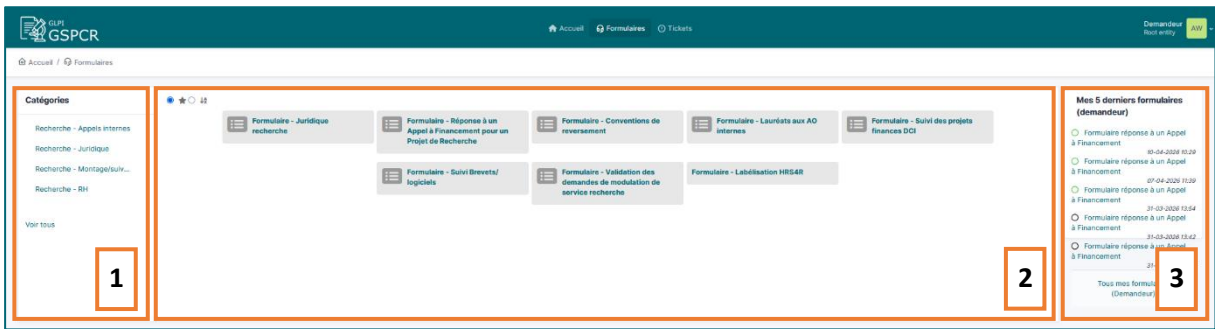 GLPI
GSPCR
Accueil
Formulaires
Tickets
Demandeur
Root entity
AW
Accueil / Formulaires
Catégories
Recherche - Appels internes
Recherche - Juridique
Recherche - Montage/suiv...
Recherche - RH
Voir tous
1
Formulaire - Juridique
recherche
Formulaire - Réponse à un
Appel à Financement pour un
Projet de Recherche
Formulaire - Conventions de
reversement
Formulaire - Lauréats aux AO
internes
Formulaire - Suivi des projets
finances DCI
Formulaire - Suivi Brevets/
logiciels
Formulaire - Validation des
demandes de modulation de
service recherche
Formulaire - Labélisation HRS4R
2
Mes 5 derniers formulaires
(demandeur)
Formulaire réponse à un Appel
à Financement
10-04-2026 10:29
Formulaire réponse à un Appel
à Financement
07-04-2025 11:39
Formulaire réponse à un Appel
à Financement
31-03-2026 13:54
Formulaire réponse à un Appel
à Financement
31-03-2026 13:42
Formulaire réponse à un Appel
à Financement
31-
Tous mes formul
(Demandeur)
3